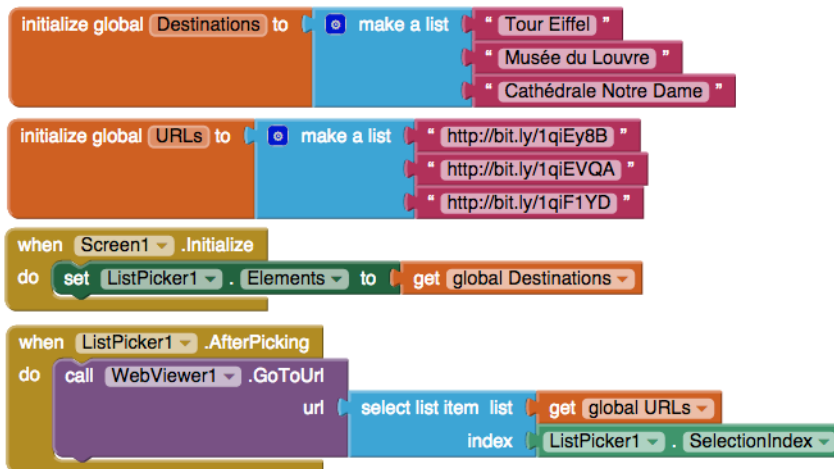 initialize global Destinations to make a list " Tour Eiffel "
" Musée du Louvre "
" Cathédrale Notre Dame "
initialize global URLs to make a list " http://bit.ly/1qiEy8B "
" http://bit.ly/1qiEVQA "
" http://bit.ly/1qiF1YD "
when Screen1 .Initialize
do set ListPicker1 . Elements to get global Destinations
when ListPicker1 .AfterPicking
do call WebViewer1 .GoToUrl
url select list item list get global URLs
index ListPicker1 . SelectionIndex